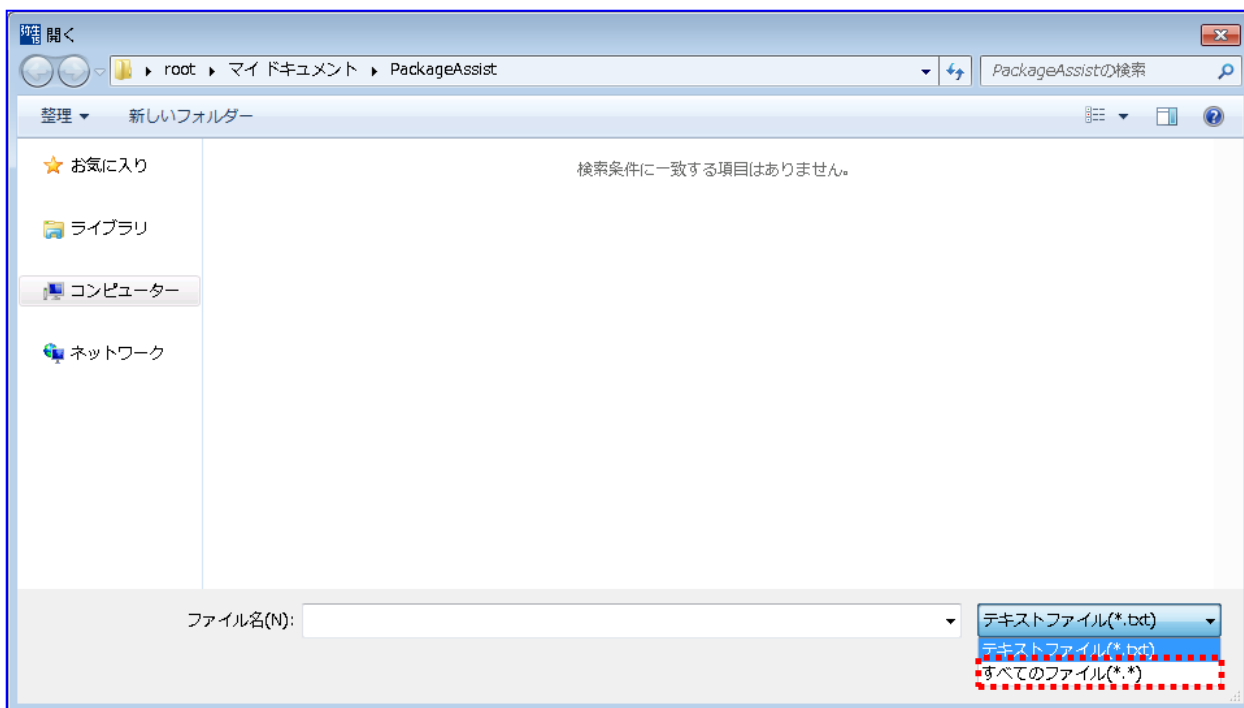 弥生 15 開く
root マイ ドキュメント PackageAssist PackageAssistの検索
整理 新しいフォルダー
お気に入り
検索条件に一致する項目はありません。
ライブラリ
コンピューター
ネットワーク
ファイル名(N): テキストファイル(*.txt)
テキストファイル(*.txt)
すべてのファイル(*.*)